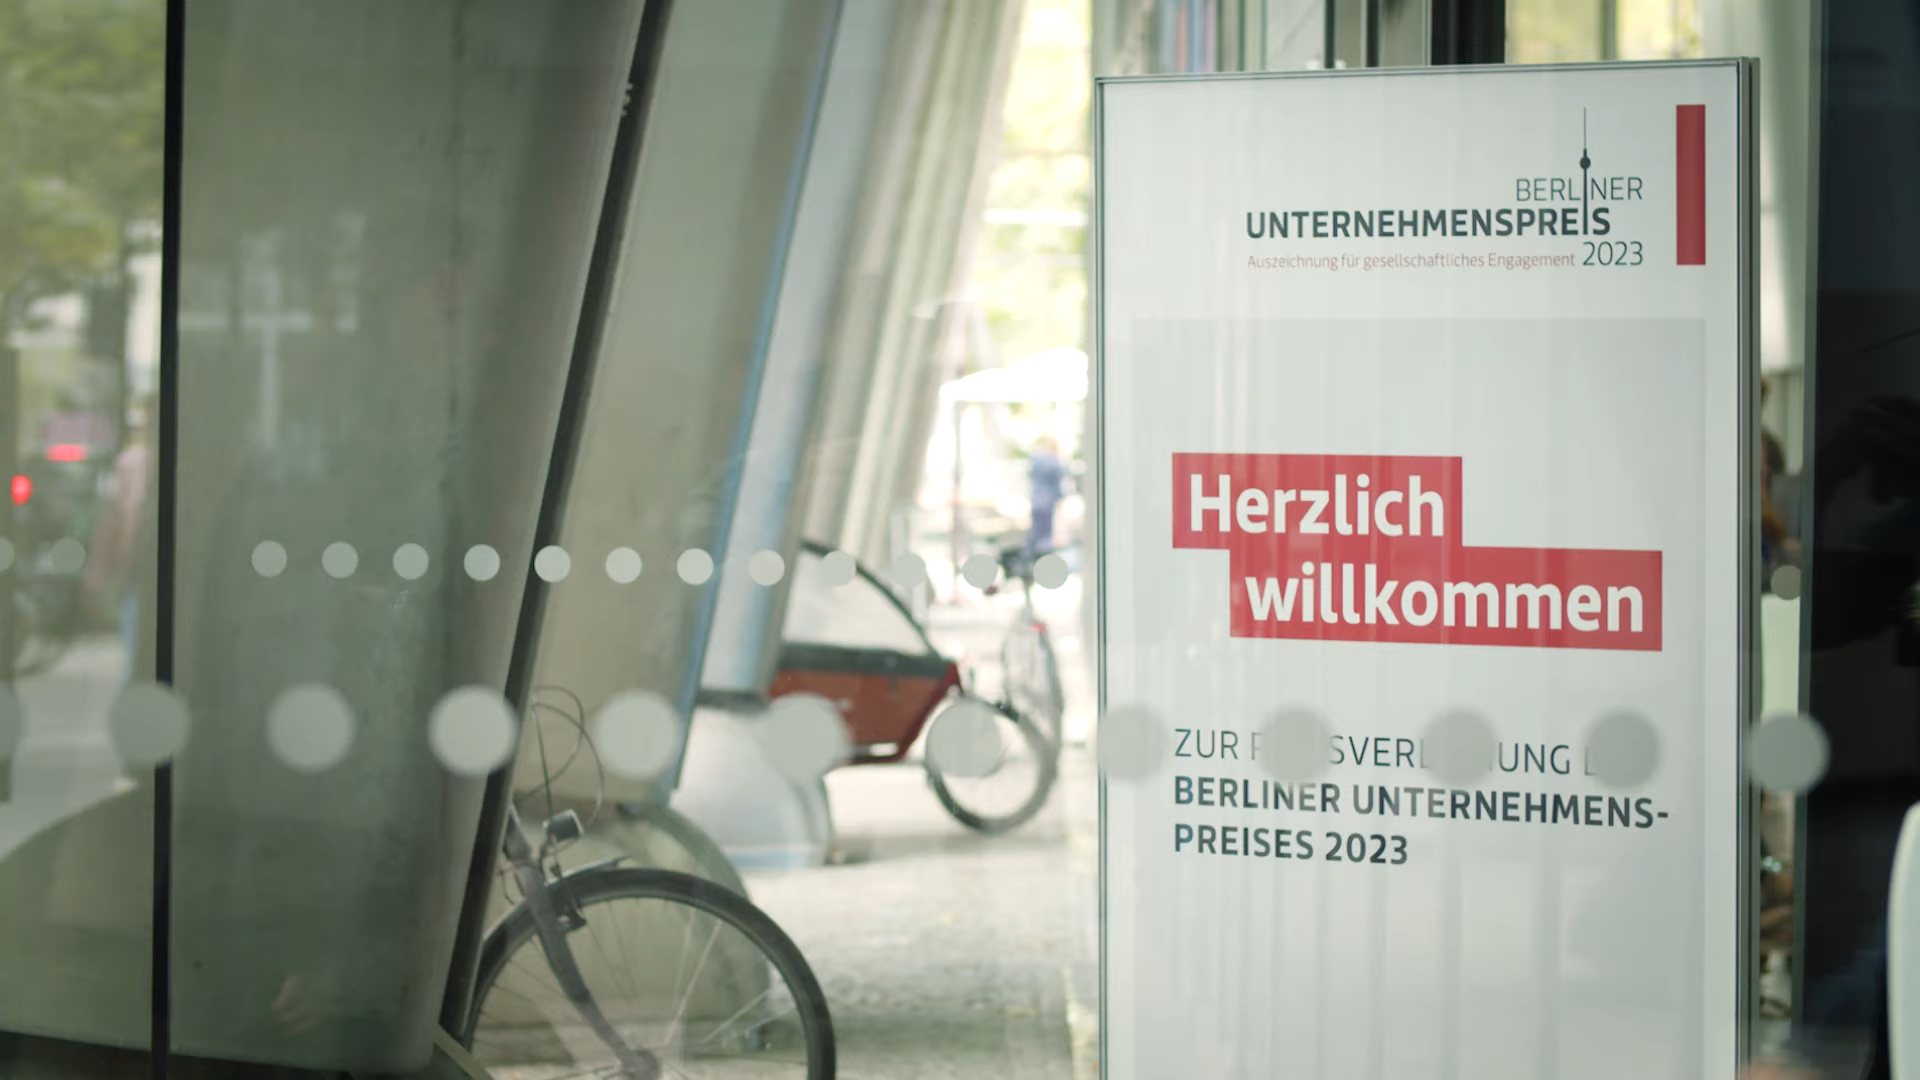 BERLINER
UNTERNEHMENSPREIS
Auszeichnung für gesellschaftliches Engagement 2023
Herzlich
willkommen
ZUR
BERLINER UNTERNEHMENS-
PREISES 2023